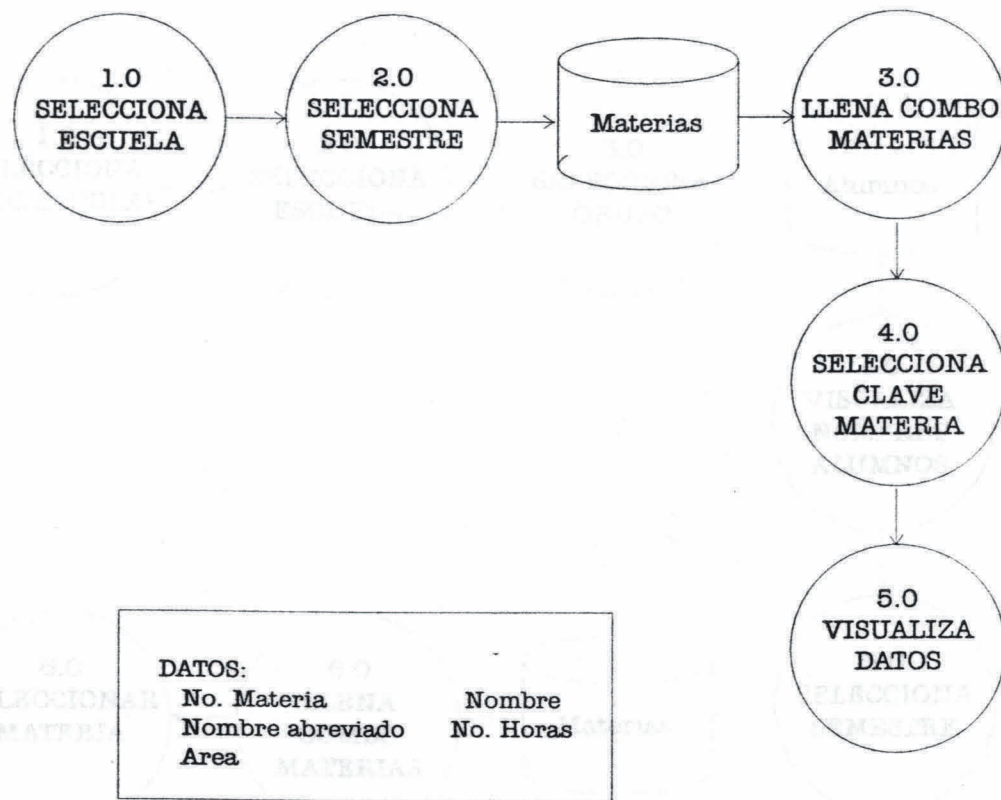 1.0
SELECCIONA
ESCUELA
2.0
SELECCIONA
SEMESTRE
Materias
3.0
LLENA COMBO
MATERIAS
4.0
SELECCIONA
CLAVE
MATERIA
5.0
VISUALIZA
DATOS
DATOS:
No. Materia Nombre
Nombre abreviado No. Horas
Area